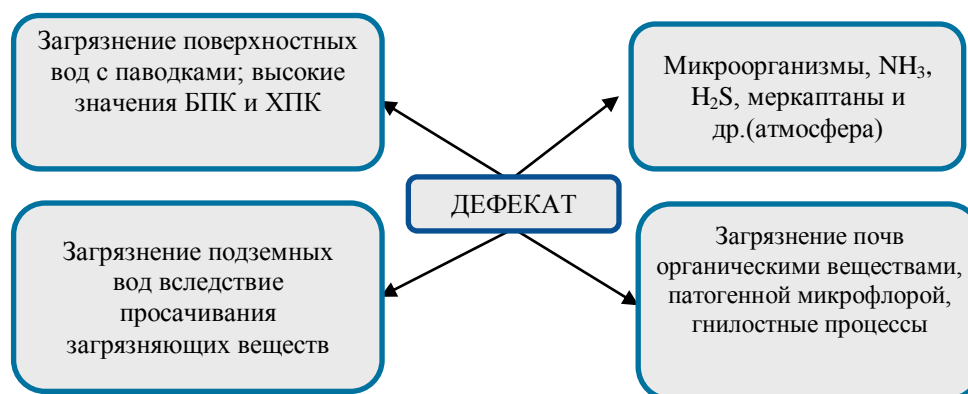 Загрязнение поверхностных
вод с паводками; высокие
значения БПК и ХПК
Микроорганизмы, NH₃,
H₂S, меркаптаны и
др.(атмосфера)
ДЕФЕКАТ
Загрязнение подземных
вод вследствие
просачивания
загрязняющих веществ
Загрязнение почв
органическими веществами,
патогенной микрофлорой,
гнилостные процессы